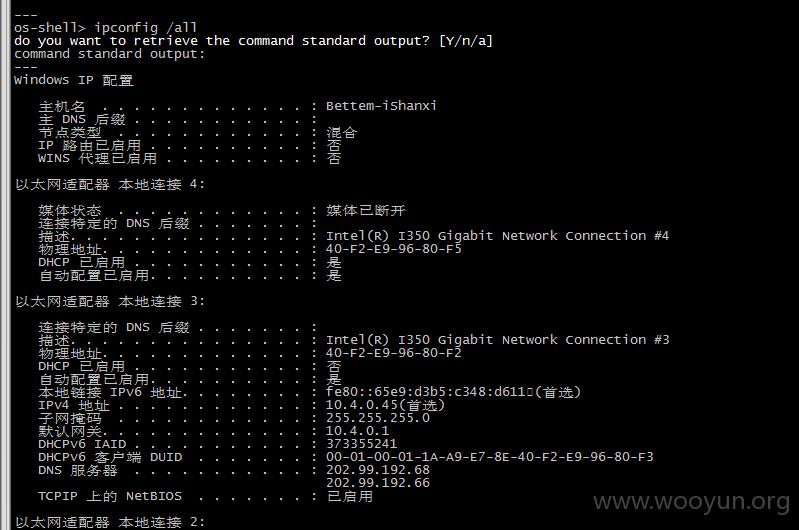 ---
os-shell> ipconfig /all
do you want to retrieve the command standard output? [Y/n/a]
command standard output:
---
Windows IP 配置
主机名 . . . . . . . . . . . . . : Bettem-iShanxi
主 DNS 后缀 . . . . . . . . . . . :
节点类型 . . . . . . . . . . . . : 混合
IP 路由已启用 . . . . . . . . . . : 否
WINS 代理已启用 . . . . . . . . . : 否
以太网适配器 本地连接 4:
媒体状态 . . . . . . . . . . . . : 媒体已断开
连接特定的 DNS 后缀 . . . . . . . :
描述. . . . . . . . . . . . . . . : Intel(R) I350 Gigabit Network Connection #4
物理地址. . . . . . . . . . . . . : 40-F2-E9-96-80-F5
DHCP 已启用 . . . . . . . . . . . : 是
自动配置已启用. . . . . . . . . . : 是
以太网适配器 本地连接 3:
连接特定的 DNS 后缀 . . . . . . . :
描述. . . . . . . . . . . . . . . : Intel(R) I350 Gigabit Network Connection #3
物理地址. . . . . . . . . . . . . : 40-F2-E9-96-80-F2
DHCP 已启用 . . . . . . . . . . . : 否
自动配置已启用. . . . . . . . . . : 是
本地链接 IPv6 地址. . . . . . . . : fe80::65e9:d3b5:c348:d611(首选)
IPv4 地址 . . . . . . . . . . . . : 10.4.0.45(首选)
子网掩码 . . . . . . . . . . . . : 255.255.255.0
默认网关. . . . . . . . . . . . . : 10.4.0.1
DHCPv6 IAID . . . . . . . . . . . : 373355241
DHCPv6 客户端 DUID . . . . . . . : 00-01-00-01-1A-A9-E7-8E-40-F2-E9-96-80-F3
DNS 服务器 . . . . . . . . . . . : 202.99.192.68
202.99.192.66
TCPIP 上的 NetBIOS . . . . . . . : 已启用
以太网适配器 本地连接 2:
www.wooyun.org